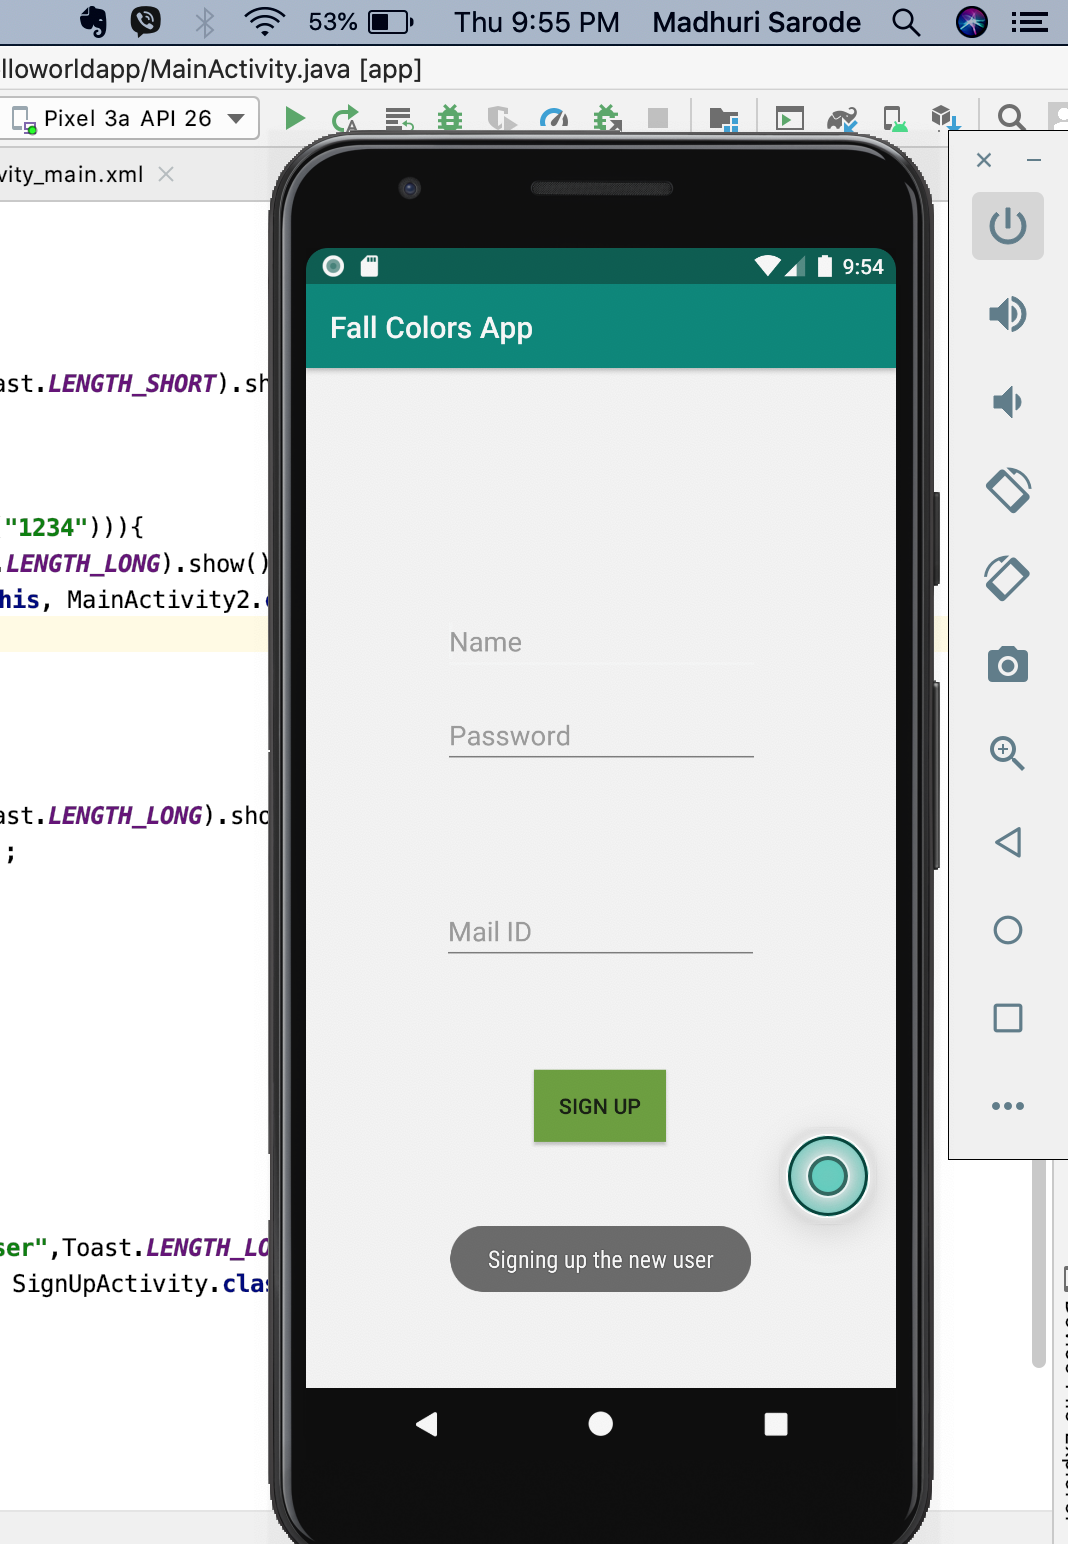 53% Thu 9:55 PM Madhuri Sarode
lloworldapp/MainActivity.java [app]
Pixel 3a API 26
vity_main.xml
9:54
Fall Colors App
ast.LENGTH_SHORT).sh
"1234"))){
.LENGTH_LONG).show()
his, MainActivity2.
Name
Password
ast.LENGTH_LONG).sho
;
Mail ID
SIGN UP
ser",Toast.LENGTH_LO
Signing up the new user
SignUpActivity.clas